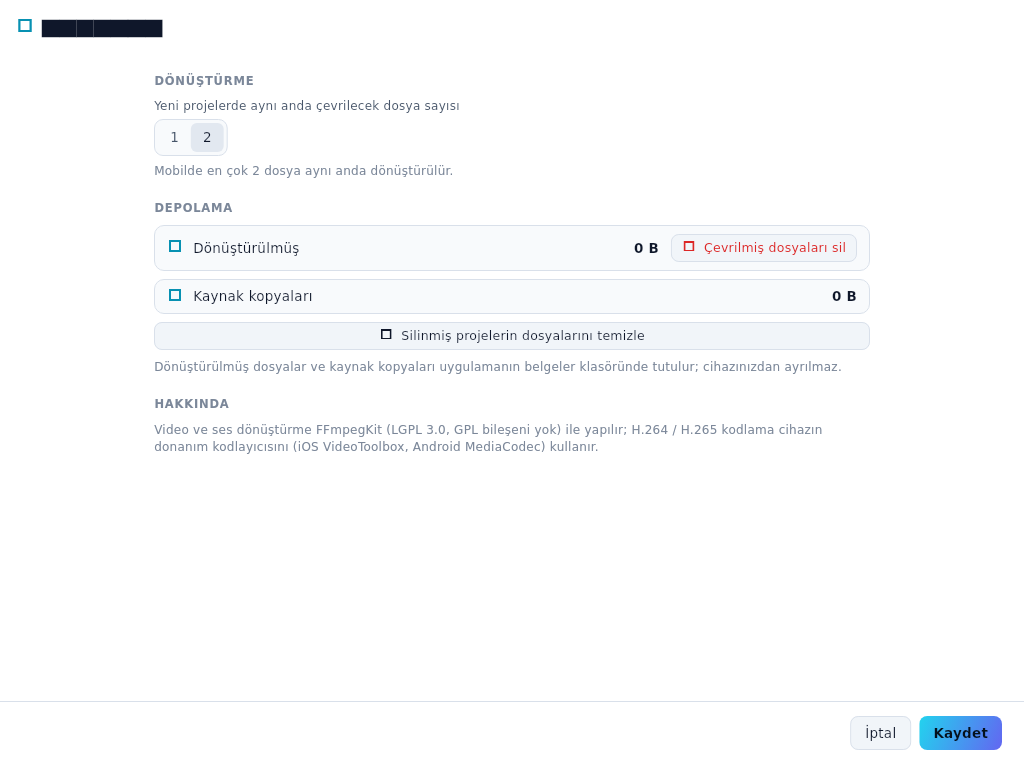 DÖNÜŞTÜRME
Yeni projelerde aynı anda çevrilecek dosya sayısı
1 2
Mobilde en çok 2 dosya aynı anda dönüştürülür.
DEPOLAMA
Dönüştürülmüş 0 B Çevrilmiş dosyaları sil
Kaynak kopyaları 0 B
Silinmiş projelerin dosyalarını temizle
Dönüştürülmüş dosyalar ve kaynak kopyaları uygulamanın belgeler klasöründe tutulur; cihazınızdan ayrılmaz.
HAKKINDA
Video ve ses dönüştürme FFmpegKit (LGPL 3.0, GPL bileşeni yok) ile yapılır; H.264 / H.265 kodlama cihazın
donanım kodlayıcısını (iOS VideoToolbox, Android MediaCodec) kullanır.
İptal Kaydet